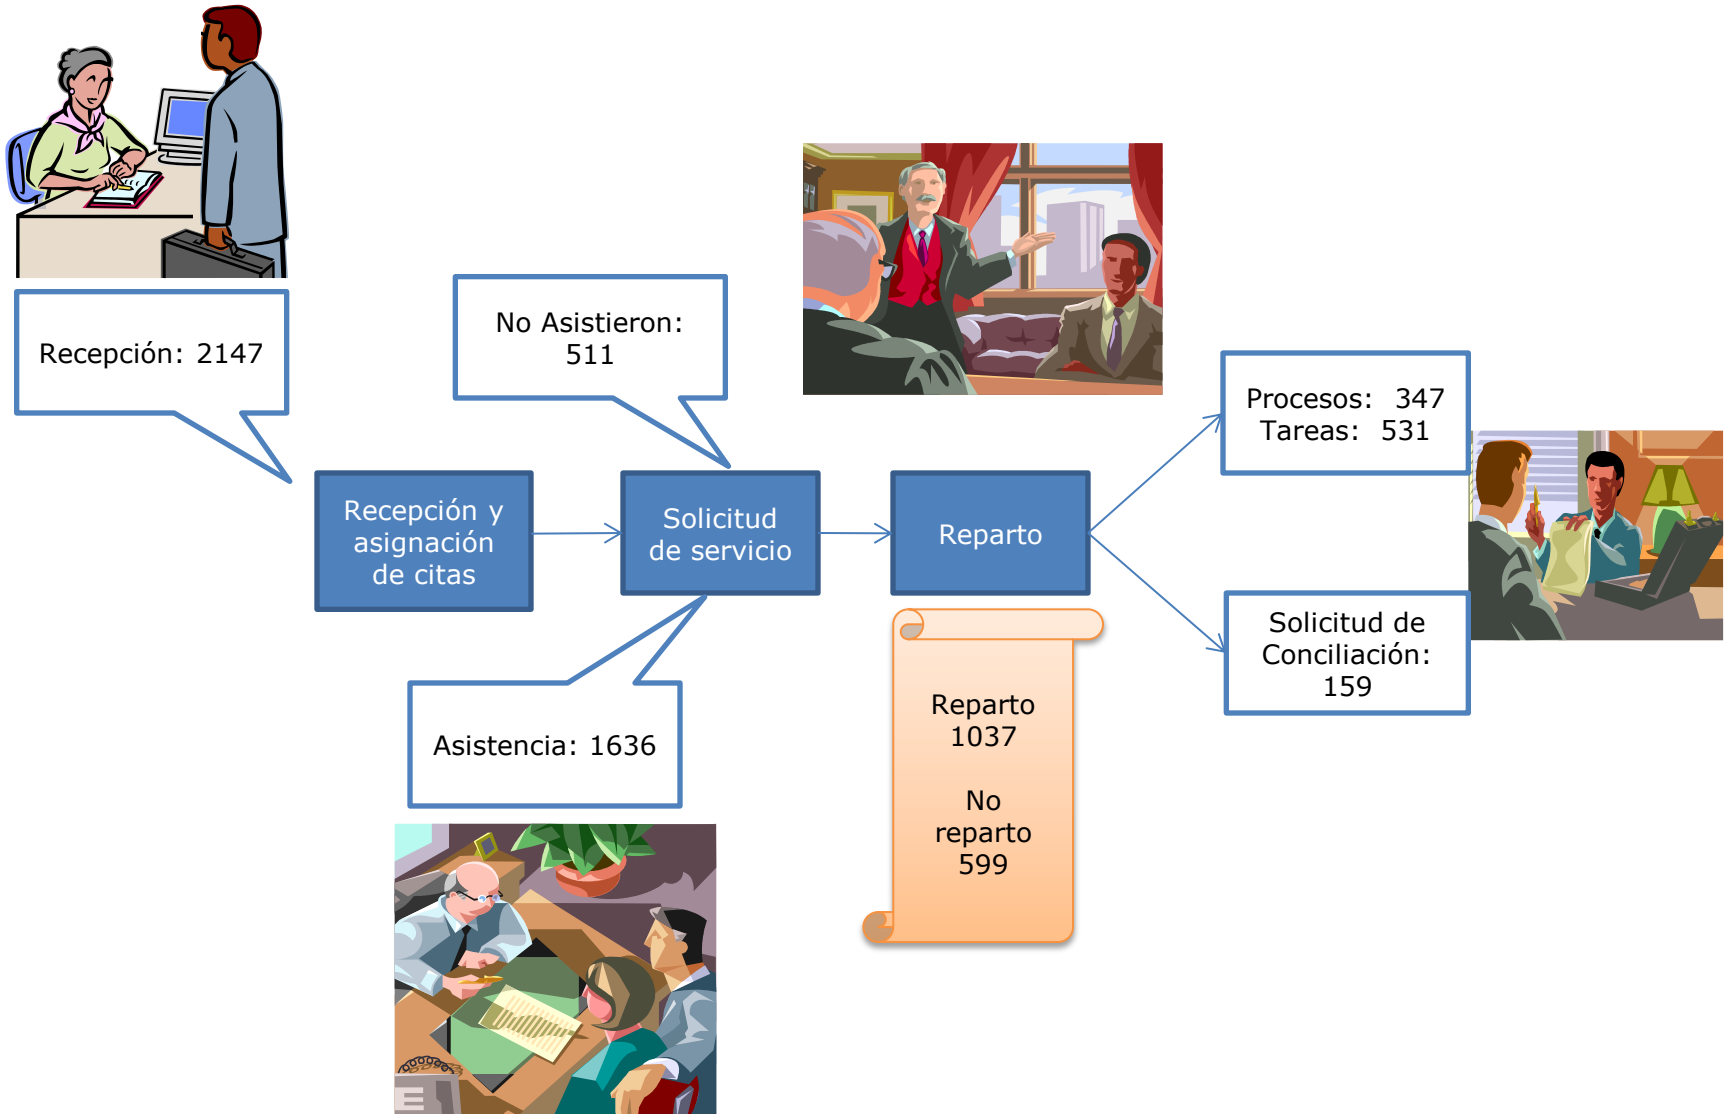 Recepción: 2147
No Asistieron:
511
Procesos: 347
Tareas: 531
Recepción y
asignación
de citas
Solicitud
de servicio
Reparto
Solicitud de
Conciliación:
159
Asistencia: 1636
Reparto
1037
No
reparto
599